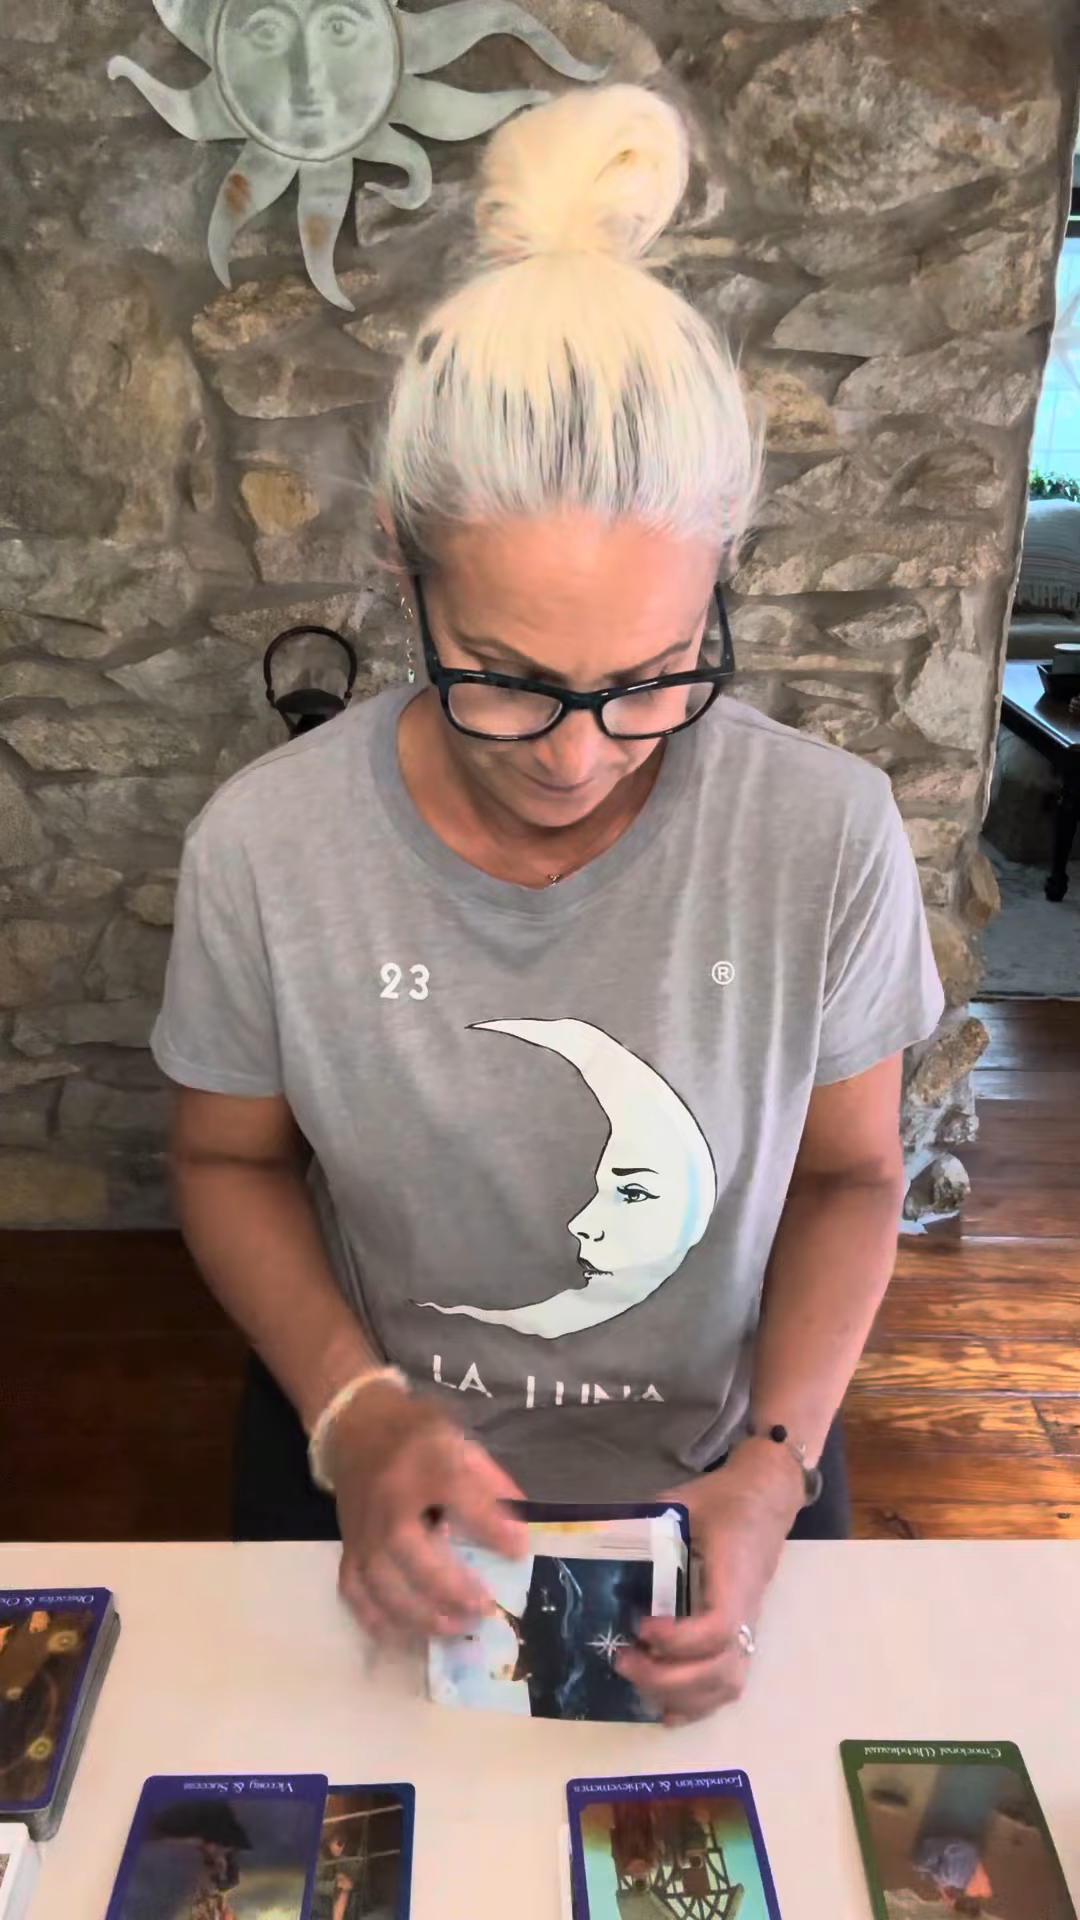 23
®
LA LUNA
Victory & Success
Foundation & Achievement
Emotional Withdrawal